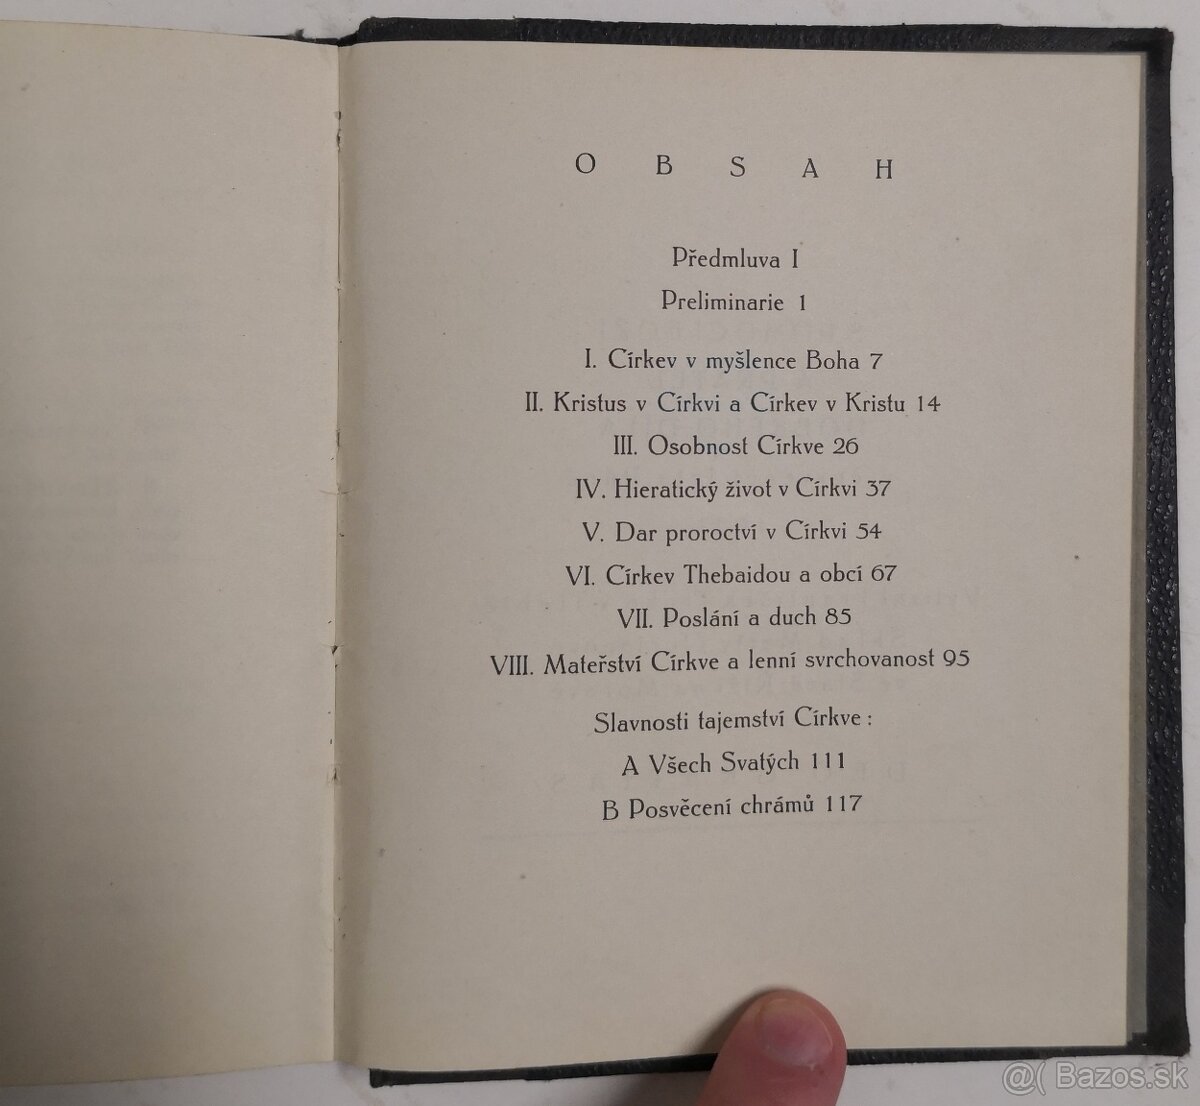 OBSAH
Předmluva I
Preliminarie 1
I. Církev v myšlence Boha 7
II. Kristus v Církvi a Církev v Kristu 14
III. Osobnost Církve 26
IV. Hieratický život v Církvi 37
V. Dar proroctví v Církvi 54
VI. Církev Thebaidou a obcí 67
VII. Poslání a duch 85
VIII. Mateřství Církve a lenní svrchovanost 95
Slavnosti tajemství Církve:
A Všech Svatých 111
B Posvěcení chrámů 117
@( Bazos.sk